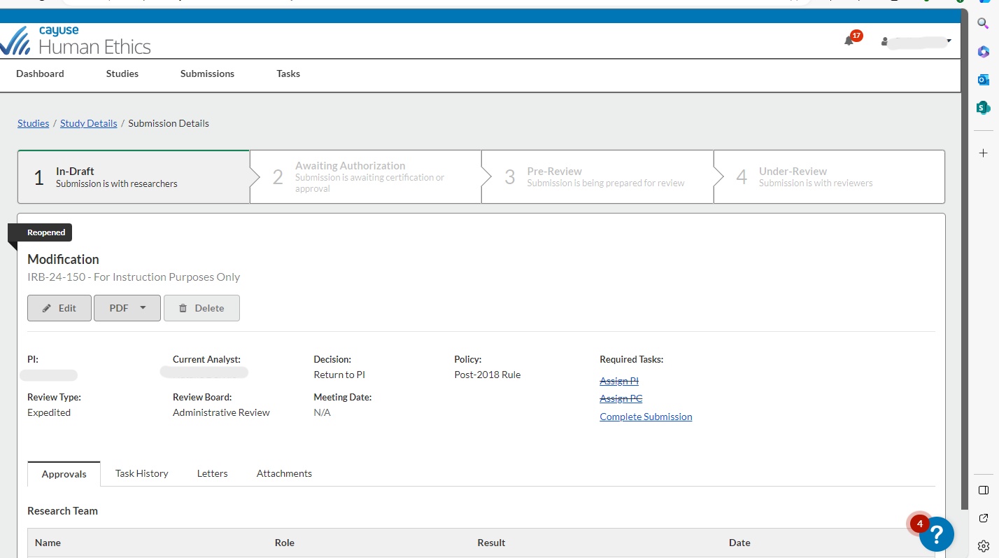 cayuse
Human Ethics
17
Dashboard Studies Submissions Tasks
Studies / Study Details / Submission Details
1 In-Draft
Submission is with researchers
2 Awaiting Authorization
Submission is awaiting certification or
approval
3 Pre-Review
Submission is being prepared for review
4 Under-Review
Submission is with reviewers
Reopened
Modification
IRB-24-150 - For Instruction Purposes Only
Edit PDF Delete
PI: Current Analyst: Decision: Policy: Required Tasks:
Return to PI Post-2018 Rule Assign PI
Review Type: Review Board: Meeting Date: Assign PC
Expedited Administrative Review N/A Complete Submission
Approvals Task History Letters Attachments
Research Team
Name Role Result Date
4
?